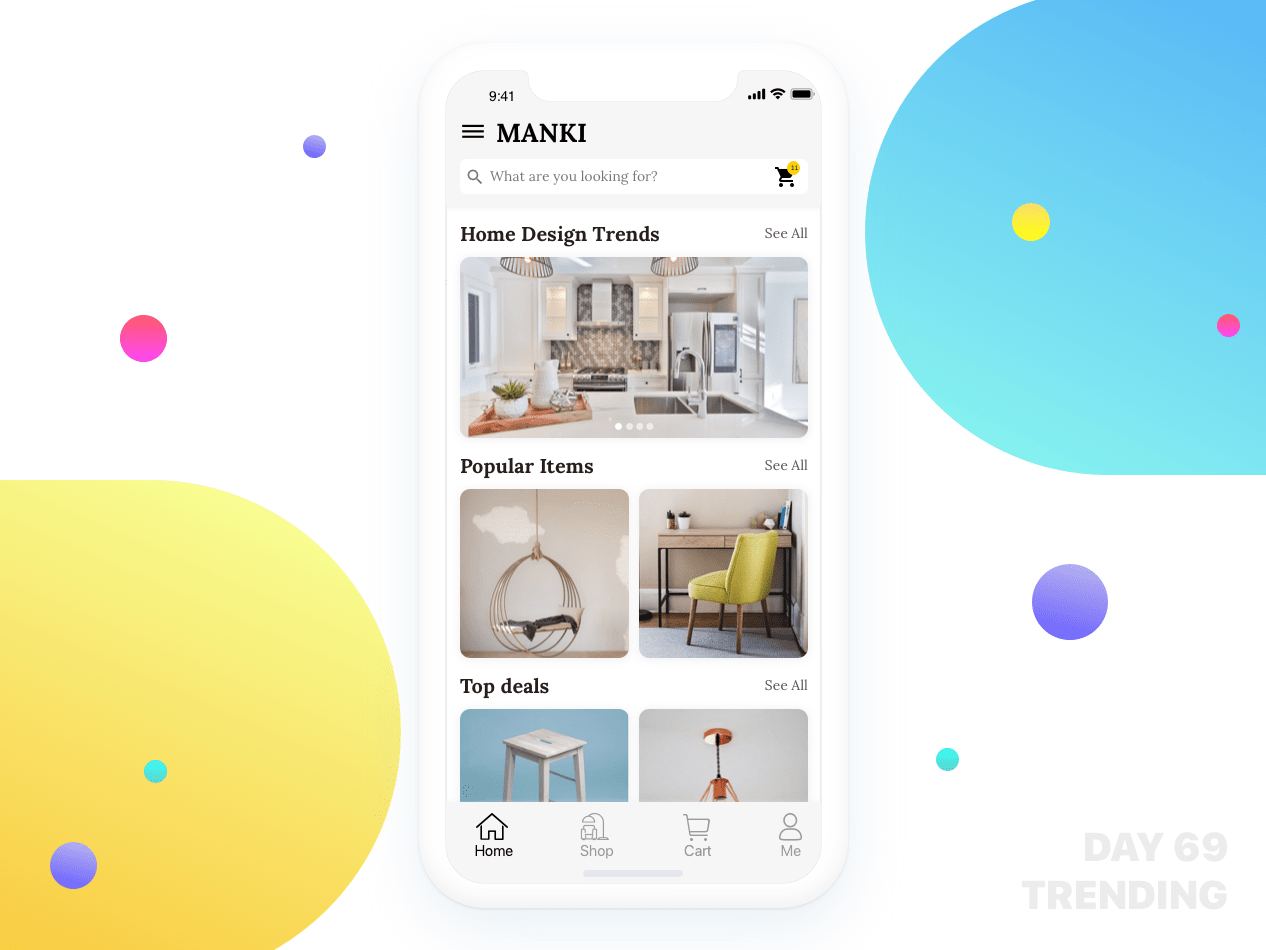 9:41
MANKI
What are you looking for?
11
Home Design Trends
See All
Popular Items
See All
Top deals
See All
Home
Shop
Cart
Me
DAY 69
TRENDING